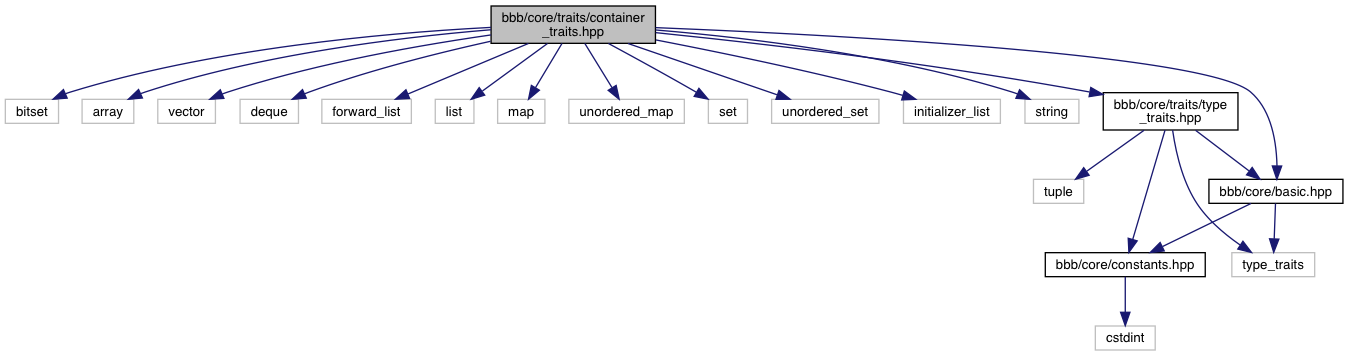 bbb/core/traits/container
_traits.hpp
bitset
array
vector
deque
forward_list
list
map
unordered_map
set
unordered_set
initializer_list
string
bbb/core/traits/type
_traits.hpp
tuple
bbb/core/basic.hpp
bbb/core/constants.hpp
type_traits
cstdint